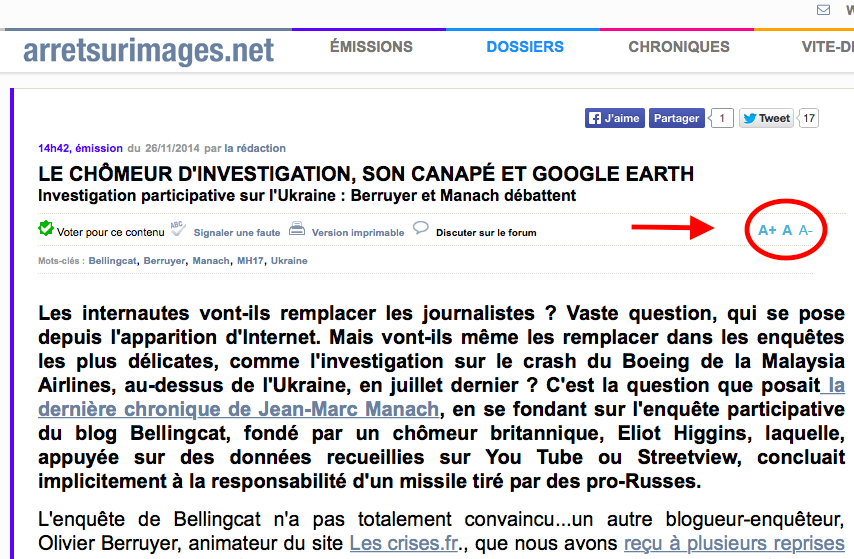 W
arretsurimages.net
ÉMISSIONS DOSSIERS CHRONIQUES VITE-D
J'aime Partager 1 Tweet 17
14h42, émission du 26/11/2014 par la rédaction
LE CHÔMEUR D'INVESTIGATION, SON CANAPÉ ET GOOGLE EARTH
Investigation participative sur l'Ukraine : Berruyer et Manach débattent
Voter pour ce contenu ABC Signaler une faute Version imprimable Discuter sur le forum A+ A A-
Mots-clés : Bellingcat, Berruyer, Manach, MH17, Ukraine
Les internautes vont-ils remplacer les journalistes ? Vaste question, qui se pose
depuis l'apparition d'Internet. Mais vont-ils même les remplacer dans les enquêtes
les plus délicates, comme l'investigation sur le crash du Boeing de la Malaysia
Airlines, au-dessus de l'Ukraine, en juillet dernier ? C'est la question que posait la
dernière chronique de Jean-Marc Manach, en se fondant sur l'enquête participative
du blog Bellingcat, fondé par un chômeur britannique, Eliot Higgins, laquelle,
appuyée sur des données recueillies sur You Tube ou Streetview, concluait
implicitement à la responsabilité d'un missile tiré par des pro-Russes.
L'enquête de Bellingcat n'a pas totalement convaincu...un autre blogueur-enquêteur,
Olivier Berruyer, animateur du site Les crises.fr., que nous avons reçu à plusieurs reprises